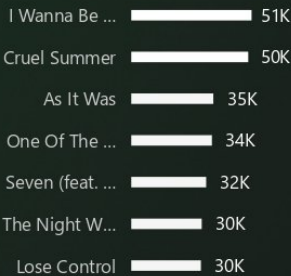 I Wanna Be ... 51K
Cruel Summer 50K
As It Was 35K
One Of The ... 34K
Seven (feat. ... 32K
The Night W... 30K
Lose Control 30K